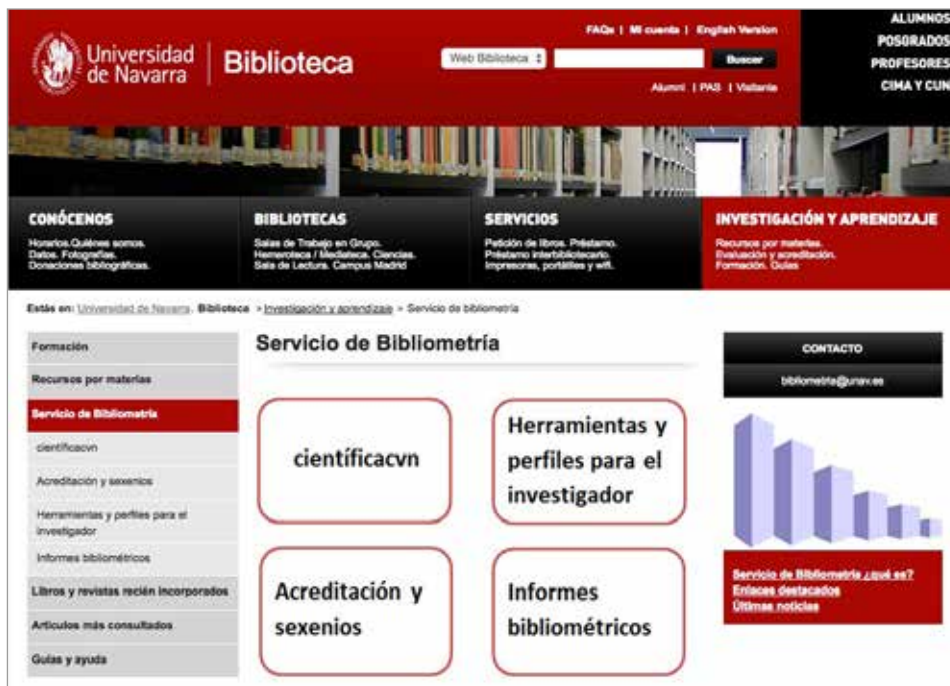 FAQs | Mi cuenta | English Version
ALUMNOS
POSGRADOS
PROFESORES
CIMA Y CUN
Universidad
de Navarra
Biblioteca
Web Biblioteca
Buscar
Alumni | PAS | Visitante
CONÓCENOS
Horarios.Quiénes somos.
Datos. Fotografías.
Donaciones bibliográficas.
BIBLIOTECAS
Salas de Trabajo en Grupo.
Hemeroteca / Mediateca. Ciencias.
Sala de Lectura. Campus Madrid
SERVICIOS
Petición de libros. Préstamo.
Préstamo interbibliotecario.
Impresoras, portátiles y wifi.
INVESTIGACIÓN Y APRENDIZAJE
Recursos por materias.
Evaluación y acreditación.
Formación. Guías
Estás en: Universidad de Navarra. Biblioteca > Investigación y aprendizaje > Servicio de bibliometría
Formación
Recursos por materias
Servicio de Bibliometría
científicacvn
Acreditación y sexenios
Herramientas y perfiles para el
investigador
Informes bibliométricos
Libros y revistas recién incorporados
Artículos más consultados
Guías y ayuda
Servicio de Bibliometría
científicacvn
Herramientas y
perfiles para el
investigador
Acreditación y
sexenios
Informes
bibliométricos
CONTACTO
bibliometria@unav.es
Servicio de Bibliometría ¿qué es?
Enlaces destacados
Últimas noticias